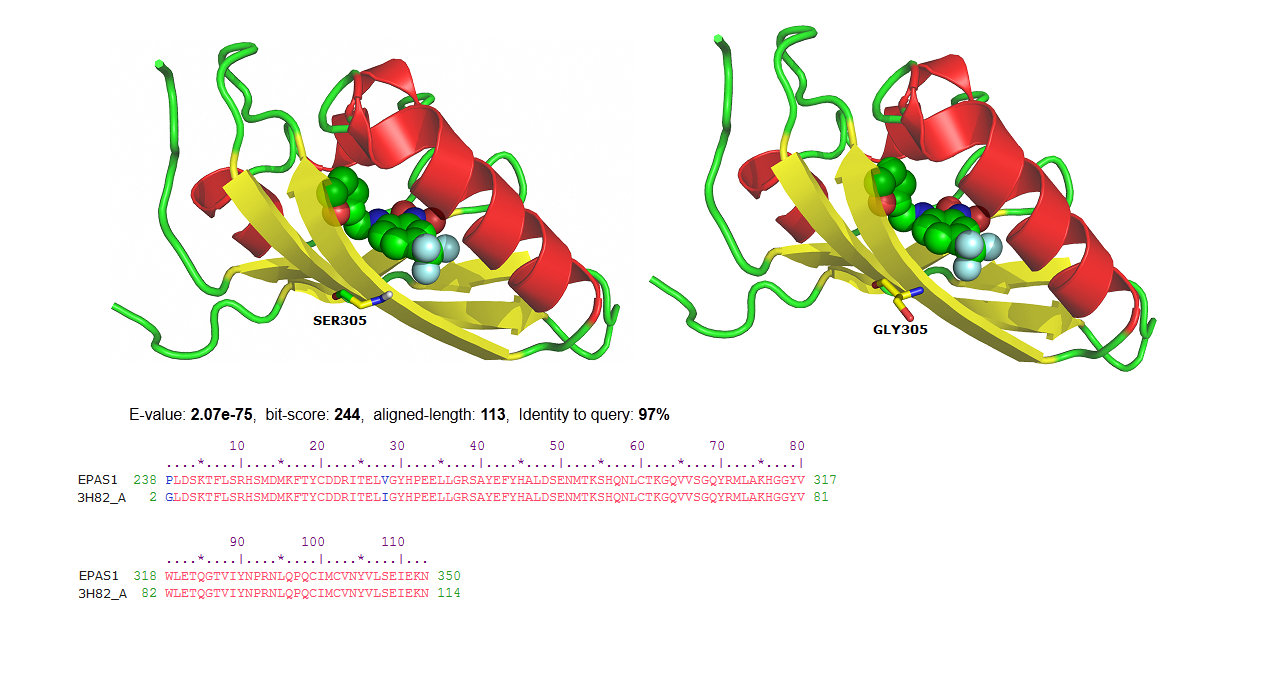 SER305
GLY305
E-value: 2.07e-75, bit-score: 244, aligned-length: 113, Identity to query: 97%
10 20 30 40 50 60 70 80
....*....|....*....|....*....|....*....|....*....|....*....|....*....|....*....|
EPAS1 238 PLDSKTFLSRHSMDMKFTYCDDRITELVGYHPEELLGRSAYEFYHALDSENMTKSHQNLCTKGQVVSGQYRMLAKHGGYV 317
3H82_A 2 GLDSKTFLSRHSMDMKFTYCDDRITELIGYHPEELLGRSAYEFYHALDSENMTKSHQNLCTKGQVVSGQYRMLAKHGGYV 81
90 100 110
....*....|....*....|....*....|...
EPAS1 318 WLETQGTVIYNPRNLQPQCIMCVNYVLSEIEKN 350
3H82_A 82 WLETQGTVIYNPRNLQPQCIMCVNYVLSEIEKN 114